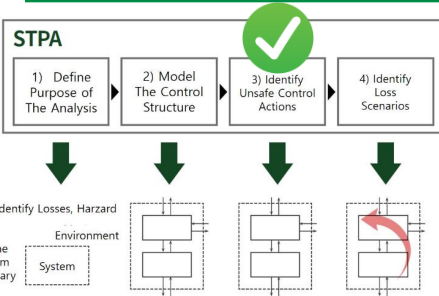 STPA
1) Define
Purpose of
The Analysis
2) Model
The Control
Structure
3) Identify
Unsafe Control
Actions
4) Identify
Loss
Scenarios
dentify Losses, Harzard
Environment
System